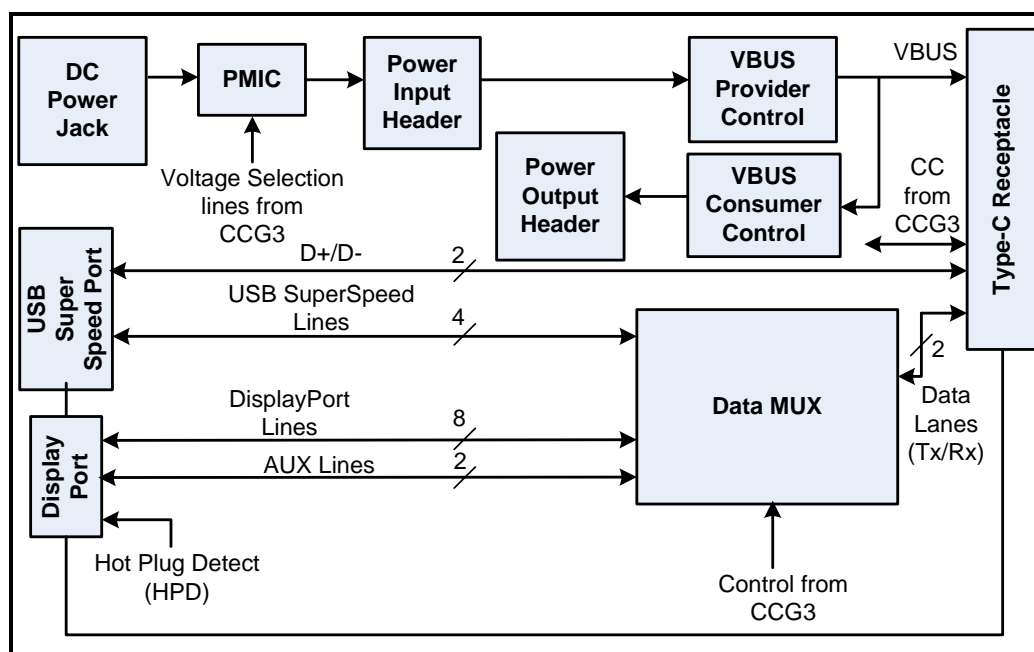 DC
Power
Jack
PMIC
Power
Input
Header
VBUS
Provider
Control
VBUS
Voltage Selection
lines from
CCG3
Power
Output
Header
VBUS
Consumer
Control
CC
from
CCG3
Type-C Receptacle
USB
Super
Speed Port
D+/D-
2
USB SuperSpeed
Lines
4
Data MUX
2
Data
Lanes
(Tx/Rx)
Display
Port
DisplayPort
Lines
8
AUX Lines
2
Hot Plug Detect
(HPD)
Control from
CCG3